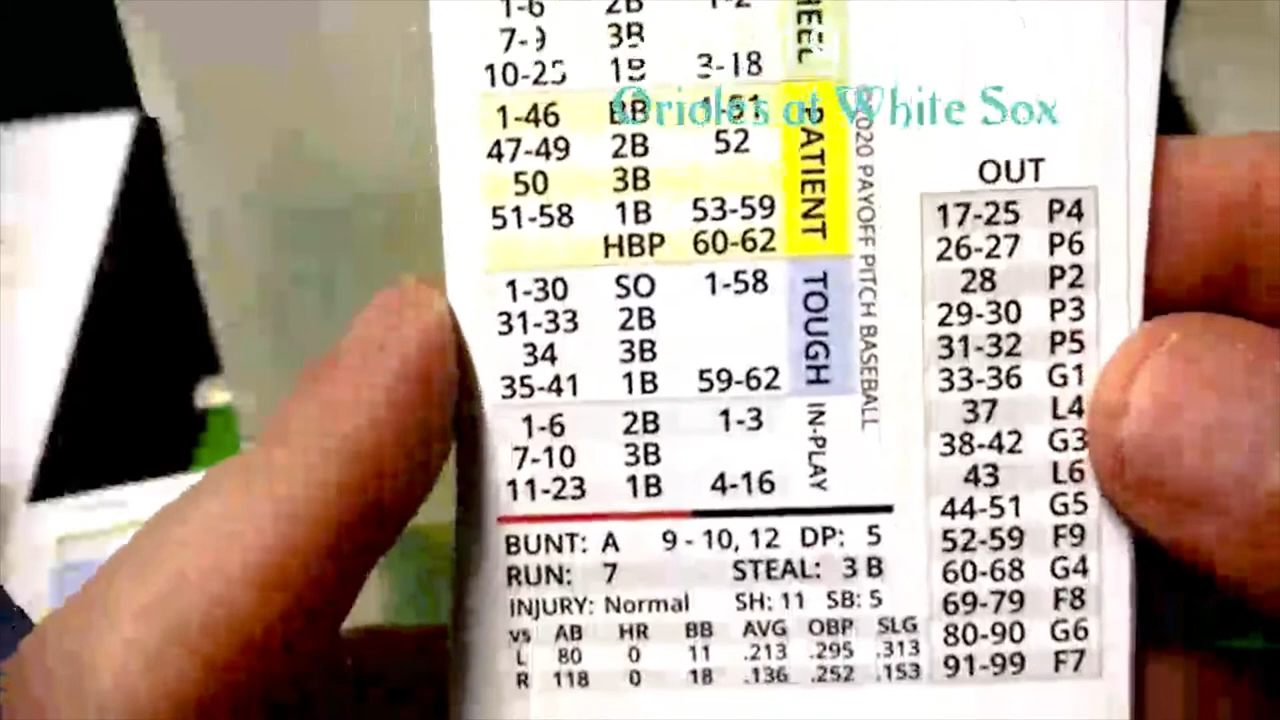 1-6 2B 1-2
7-9 3B
10-25 1B 3-18
HEEL
Orioles at White Sox
1-46 BB 1-51
47-49 2B 52
50 3B
51-58 1B 53-59
HBP 60-62
PATIENT
1-30 SO 1-58
31-33 2B
34 3B
35-41 1B 59-62
TOUGH
1-6 2B 1-3
7-10 3B
11-23 1B 4-16
IN-PLAY
2020 PAYOFF PITCH BASEBALL
BUNT: A 9 - 10, 12 DP: 5
RUN: 7 STEAL: 3 B
INJURY: Normal SH: 11 SB: 5
vs AB HR BB AVG OBP SLG
L 80 0 11 .213 .295 .313
R 118 0 18 .136 .252 .153
OUT
17-25 P4
26-27 P6
28 P2
29-30 P3
31-32 P5
33-36 G1
37 L4
38-42 G3
43 L6
44-51 G5
52-59 F9
60-68 G4
69-79 F8
80-90 G6
91-99 F7